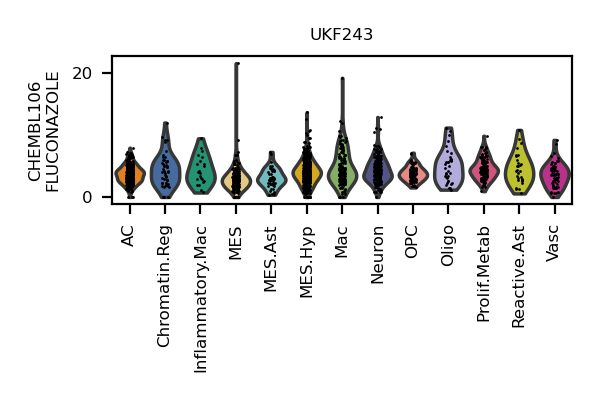 UKF243
CHEMBL106
FLUCONAZOLE
20
0
AC
Chromatin.Reg
Inflammatory.Mac
MES
MES.Ast
MES.Hyp
Mac
Neuron
OPC
Oligo
Prolif.Metab
Reactive.Ast
Vasc